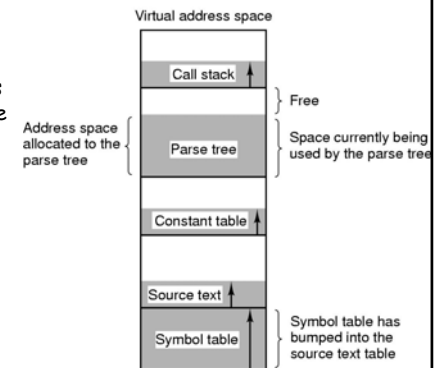 Virtual address space
Call stack
Free
Address space
allocated to the
parse tree
Parse tree
Space currently being
used by the parse tree
Constant table
Source text
Symbol table
Symbol table has
bumped into the
source text table